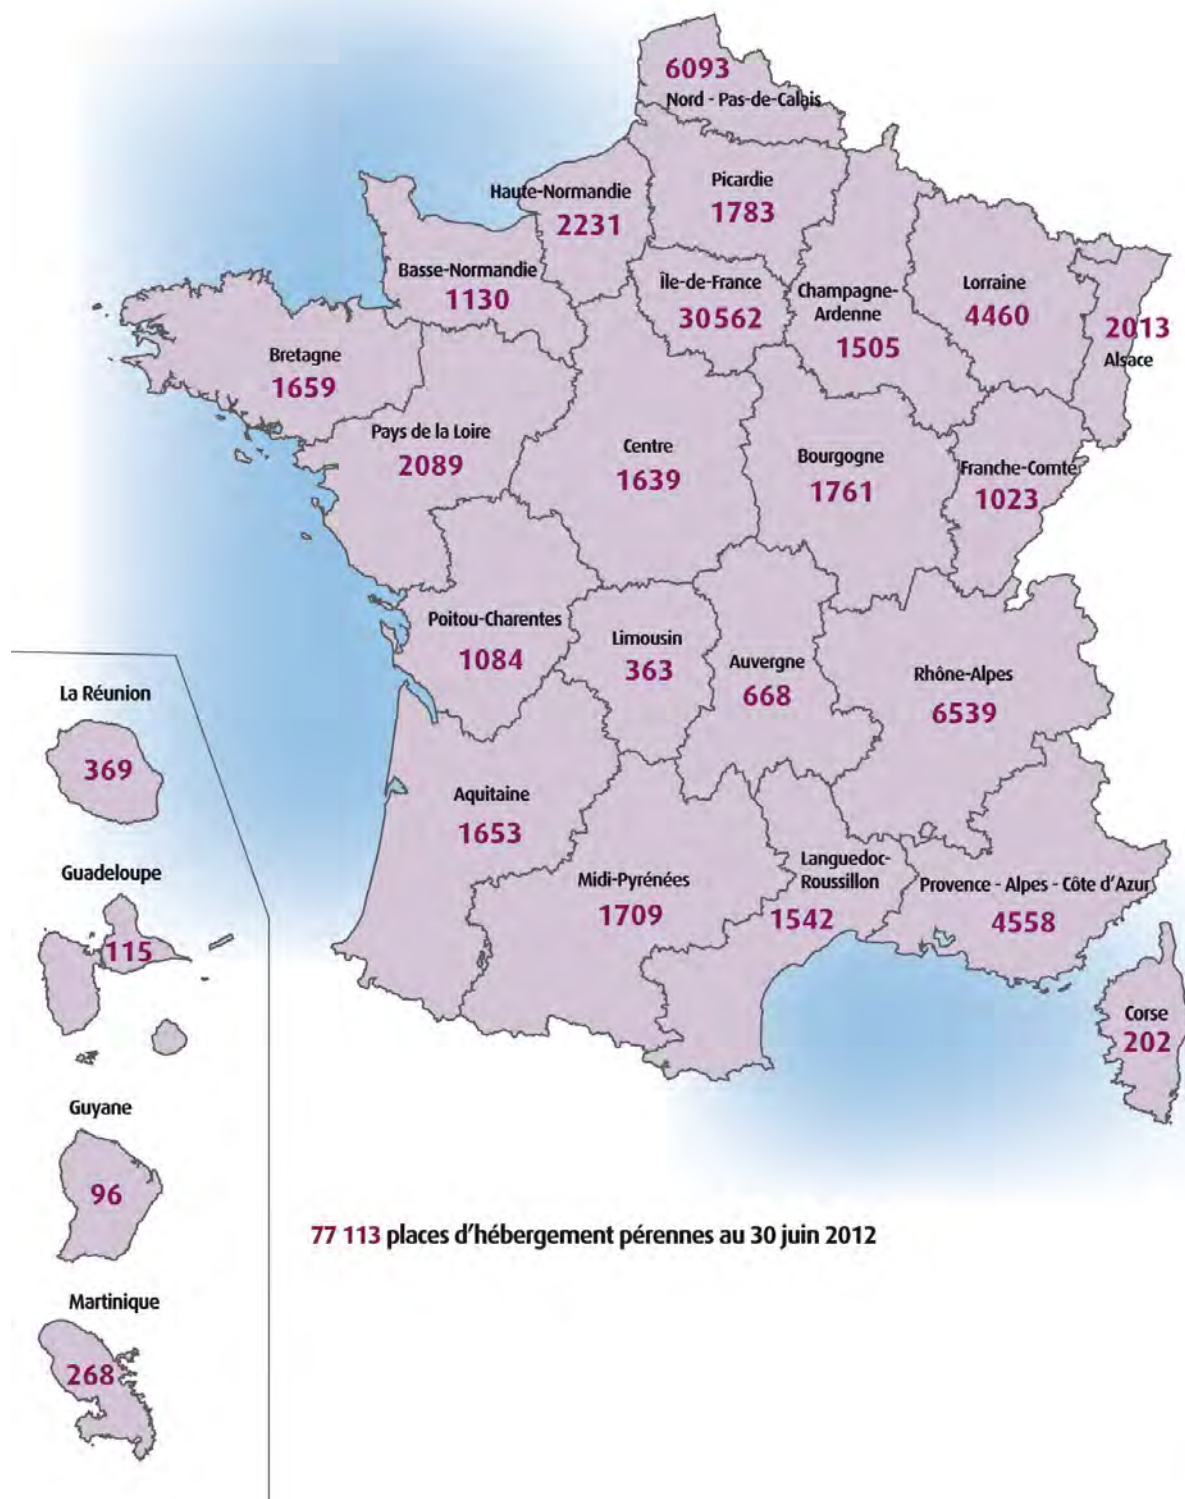 6093
Nord - Pas-de-Calais
Haute-Normandie
2231
Picardie
1783
Basse-Normandie
1130
Île-de-France
30562
Champagne-
Ardenne
1505
Lorraine
4460
2013
Alsace
Bretagne
1659
Pays de la Loire
2089
Centre
1639
Bourgogne
1761
Franche-Comté
1023
Poitou-Charentes
1084
Limousin
363
Auvergne
668
Rhône-Alpes
6539
La Réunion
369
Aquitaine
1653
Midi-Pyrénées
1709
Languedoc-
Roussillon
1542
Provence - Alpes - Côte d'Azur
4558
Guadeloupe
115
Corse
202
Guyane
96
77 113 places d'hébergement pérennes au 30 juin 2012
Martinique
268